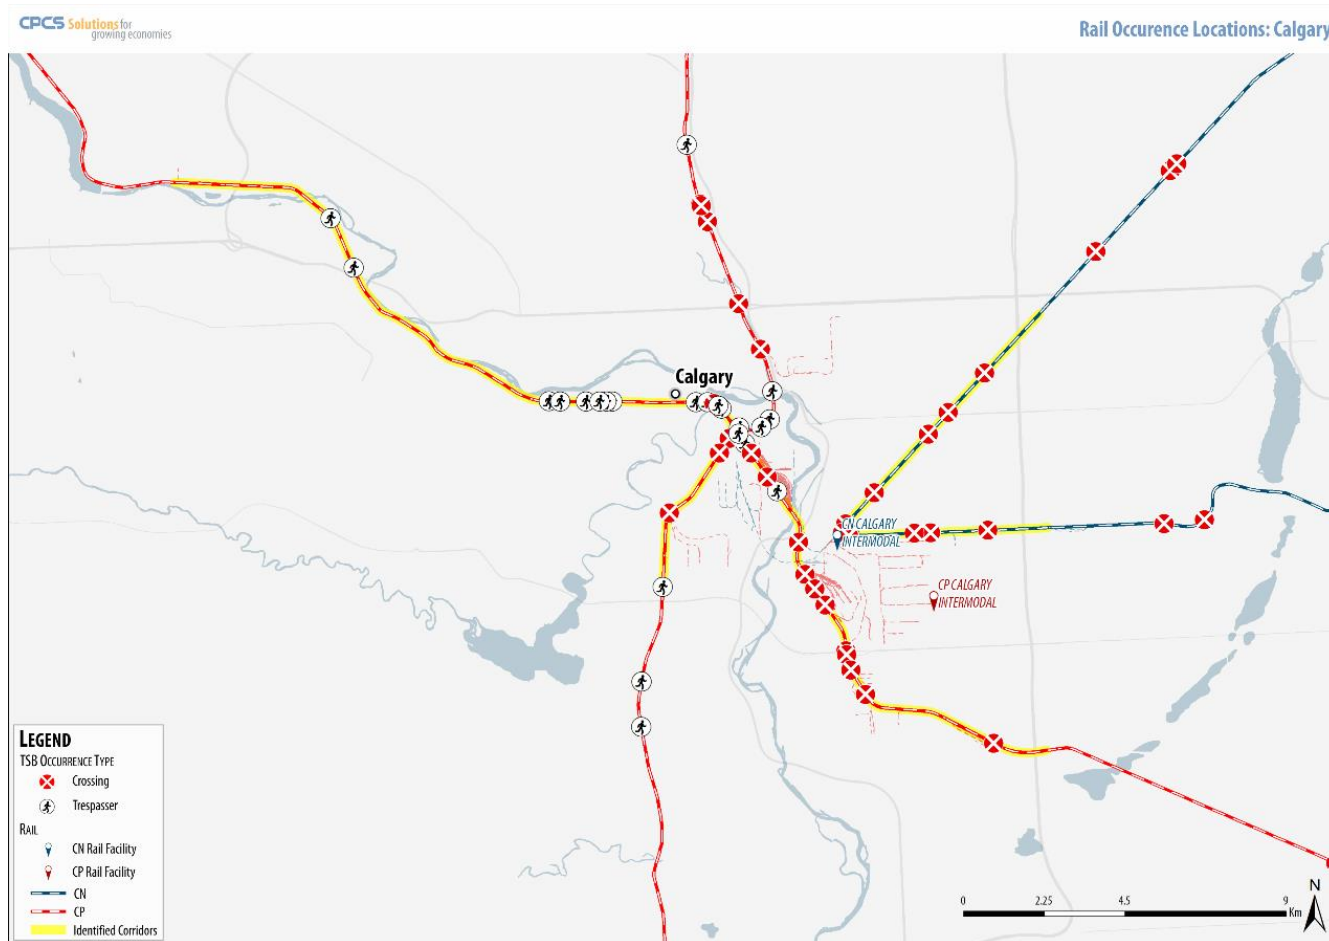 CPCS Solutions for
growing economies
Rail Occurence Locations: Calgary
Calgary
CN CALGARY
INTERMODAL
CP CALGARY
INTERMODAL
LEGEND
TSB OCCURRENCE TYPE
Crossing
Trespasser
RAIL
CN Rail Facility
CP Rail Facility
CN
CP
Identified Corridors
N
0 2.25 4.5 9
Km